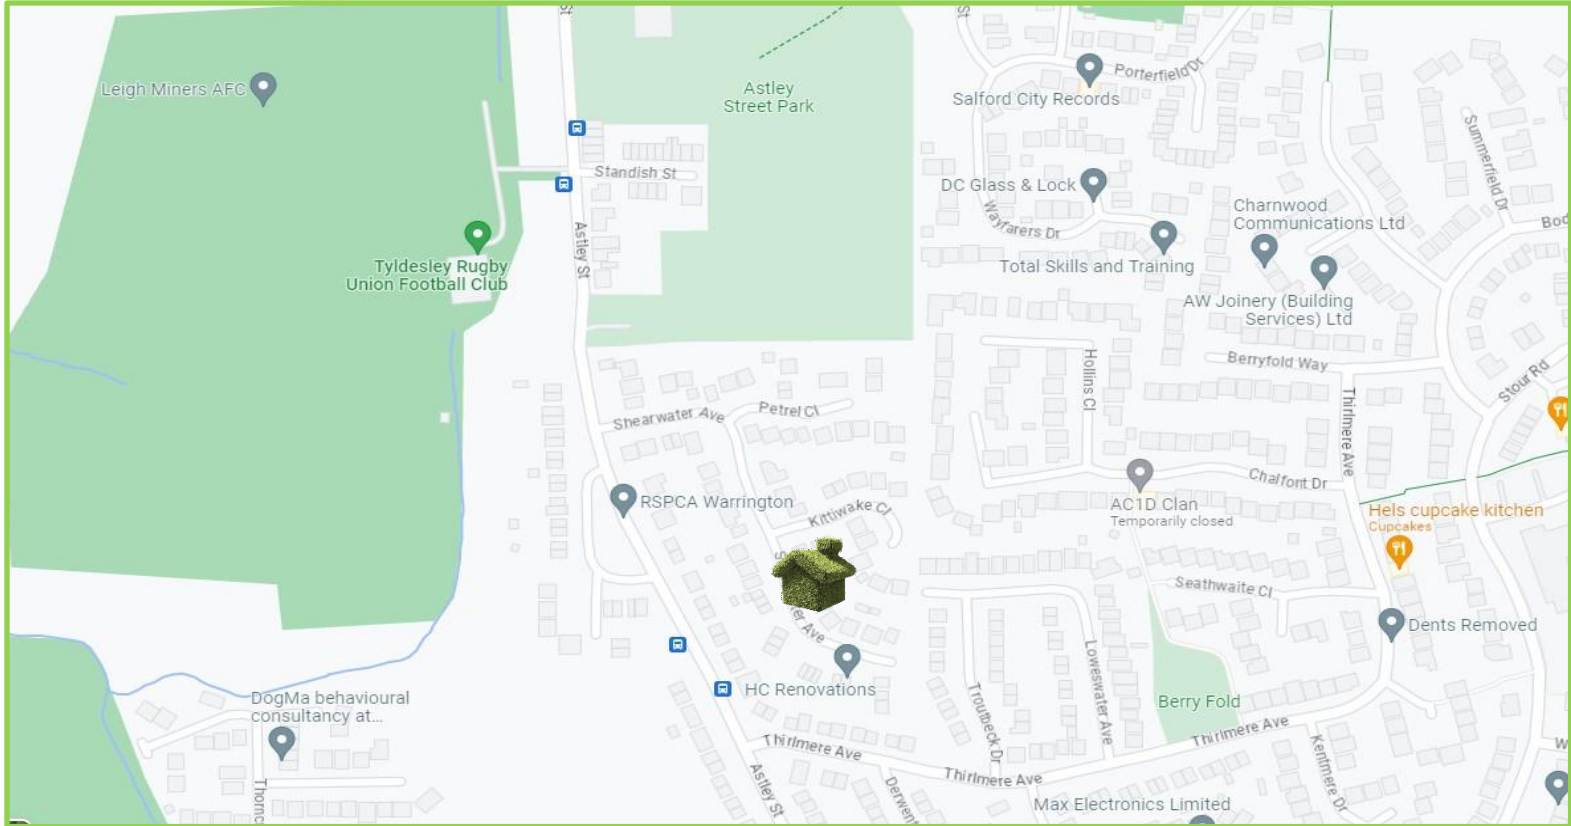 St
St
Leigh Miners AFC
Astley
Street Park
Porterfield Dr
Salford City Records
Standish St
Summerfield Dr
DC Glass & Lock
Wayfarers Dr
Charnwood
Communications Ltd
Astley St
Total Skills and Training
Tyldesley Rugby
Union Football Club
AW Joinery (Building
Services) Ltd
Berryfold Way
Hollins Cl
Stour Rd
Thirlmere Ave
Shearwater Ave
Petrel Cl
Chalfont Dr
RSPCA Warrington
AC1D Clan
Temporarily closed
Kittiwake Cl
Hels cupcake kitchen
Cupcakes
Seathwaite Cl
Ave
Dents Removed
Loweswater Ave
HC Renovations
Troutbeck Dr
DogMa behavioural
consultancy at...
Berry Fold
Thirlmere Ave
Thirlmere Ave
Thirlmere Ave
Kentmere Dr
Astley St
Max Electronics Limited